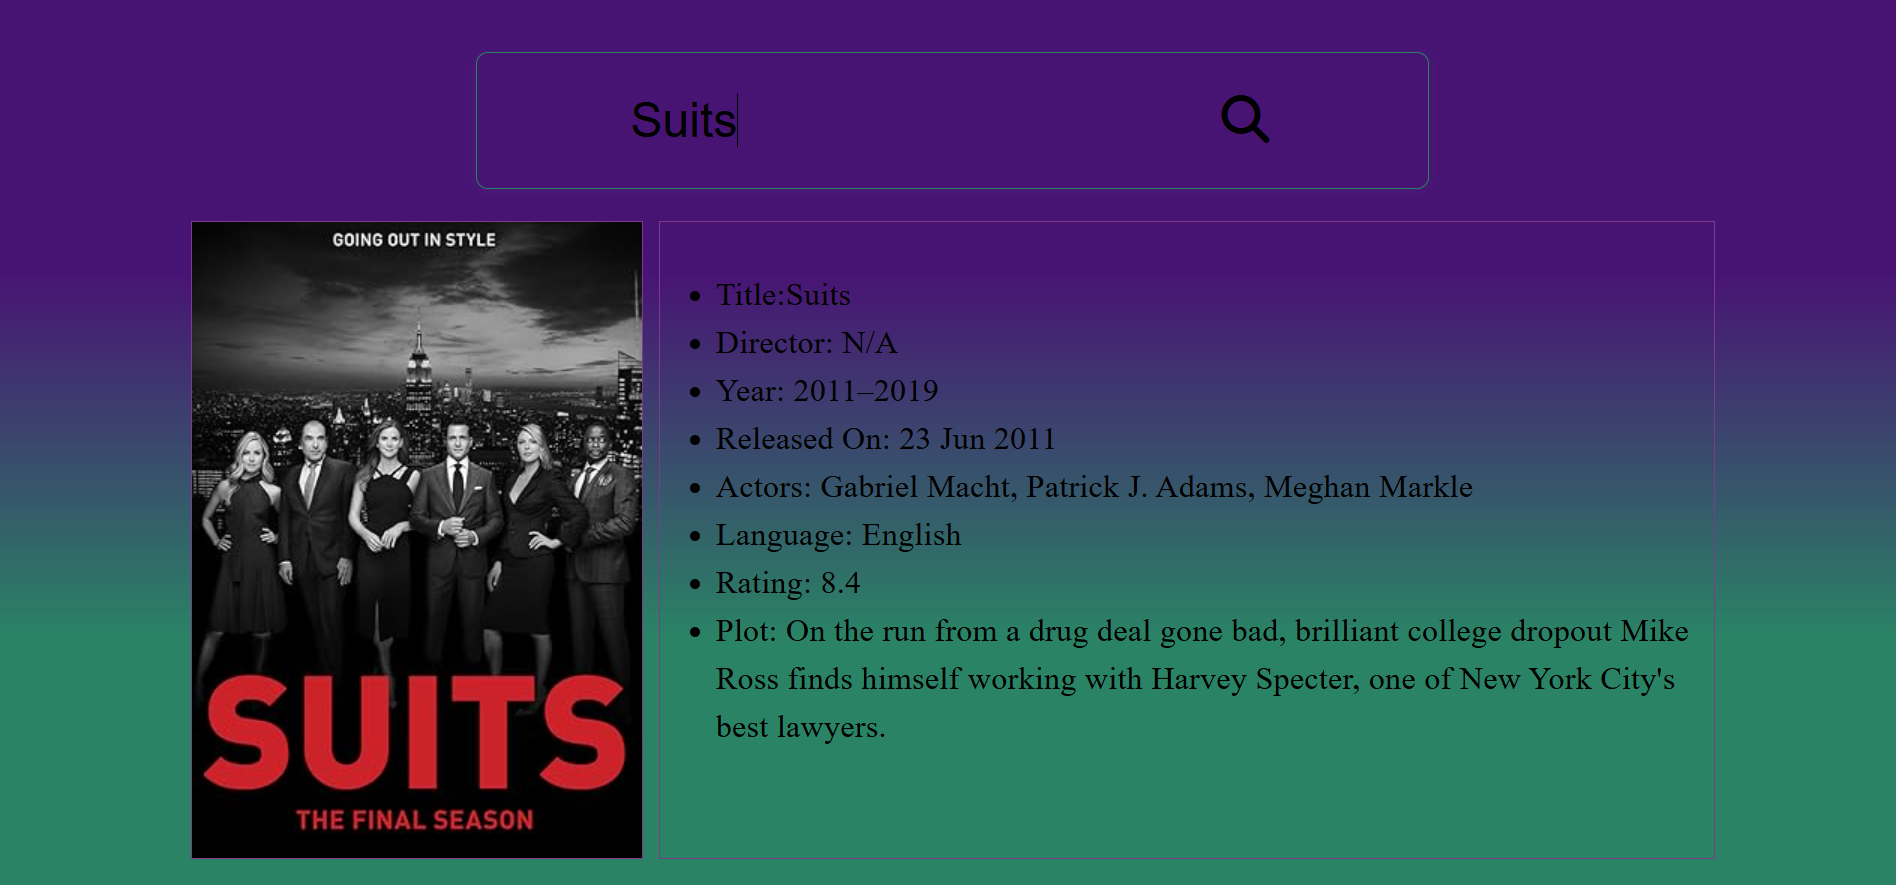 Suits
GOING OUT IN STYLE
SUITS
THE FINAL SEASON
Title:Suits
Director: N/A
Year: 2011–2019
Released On: 23 Jun 2011
Actors: Gabriel Macht, Patrick J. Adams, Meghan Markle
Language: English
Rating: 8.4
Plot: On the run from a drug deal gone bad, brilliant college dropout Mike
Ross finds himself working with Harvey Specter, one of New York City's
best lawyers.